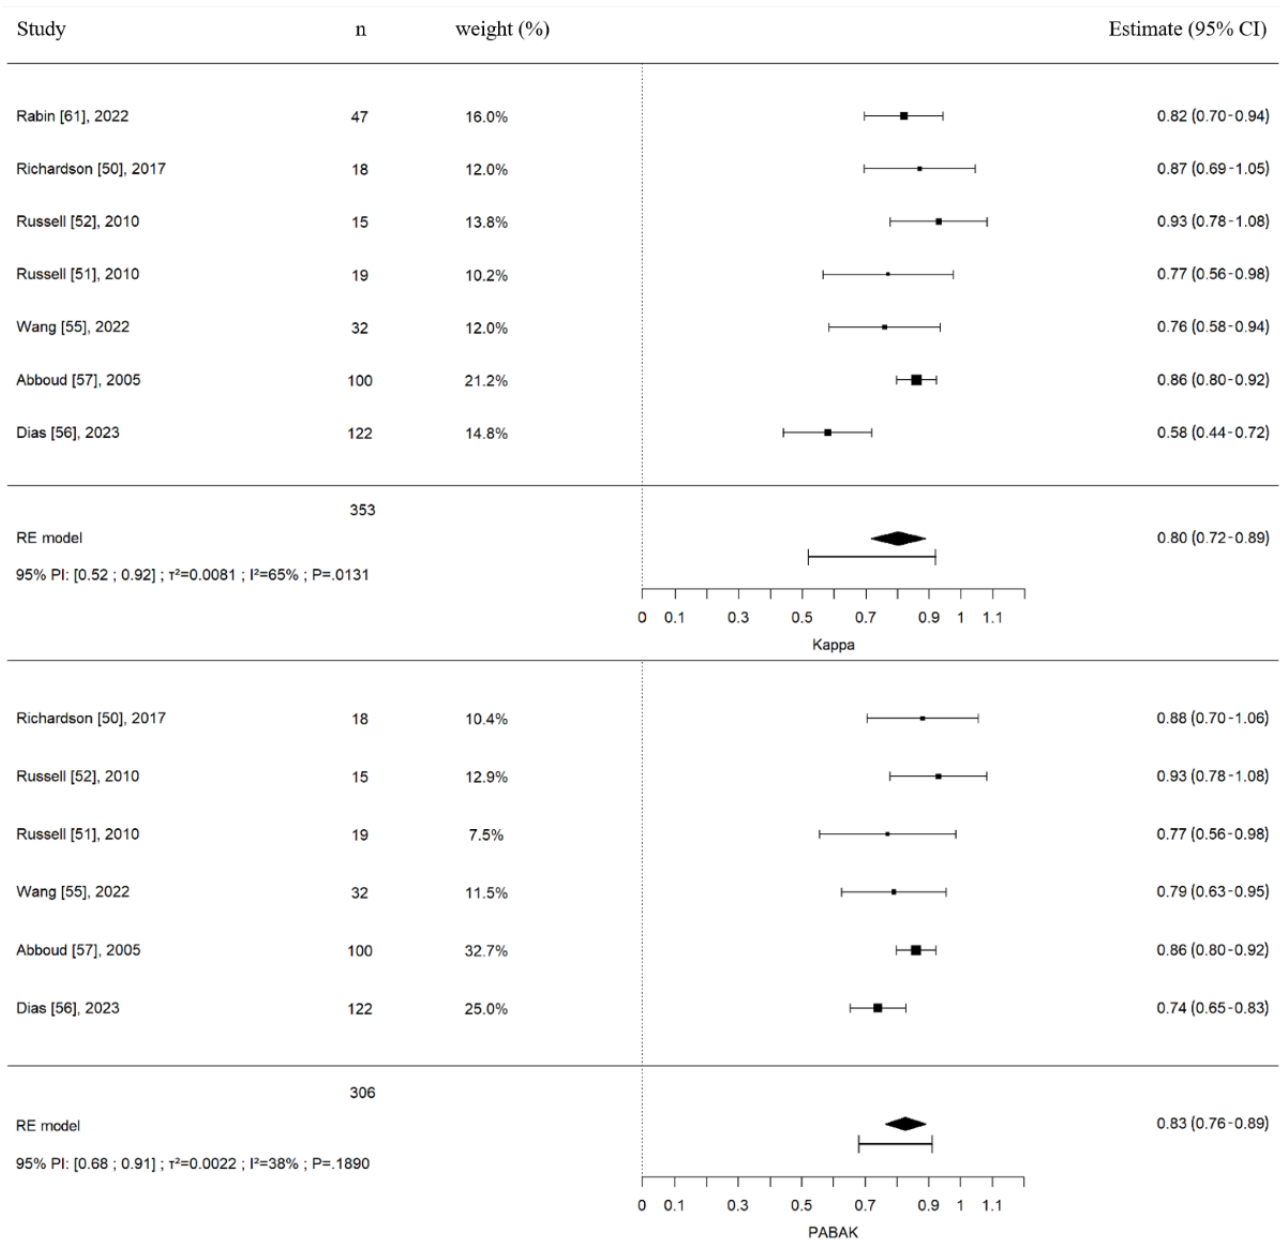 Study n weight (%) Estimate (95% CI)
Rabin [61], 2022 47 16.0% 0.82 (0.70-0.94)
Richardson [50], 2017 18 12.0% 0.87 (0.69-1.05)
Russell [52], 2010 15 13.8% 0.93 (0.78-1.08)
Russell [51], 2010 19 10.2% 0.77 (0.56-0.98)
Wang [55], 2022 32 12.0% 0.76 (0.58-0.94)
Abboud [57], 2005 100 21.2% 0.86 (0.80-0.92)
Dias [56], 2023 122 14.8% 0.58 (0.44-0.72)
353
RE model 0.80 (0.72-0.89)
95% PI: [0.52 ; 0.92] ; τ²=0.0081 ; I²=65% ; P=.0131
0 0.1 0.3 0.5 0.7 0.9 1 1.1
Kappa
Richardson [50], 2017 18 10.4% 0.88 (0.70-1.06)
Russell [52], 2010 15 12.9% 0.93 (0.78-1.08)
Russell [51], 2010 19 7.5% 0.77 (0.56-0.98)
Wang [55], 2022 32 11.5% 0.79 (0.63-0.95)
Abboud [57], 2005 100 32.7% 0.86 (0.80-0.92)
Dias [56], 2023 122 25.0% 0.74 (0.65-0.83)
306
RE model 0.83 (0.76-0.89)
95% PI: [0.68 ; 0.91] ; τ²=0.0022 ; I²=38% ; P=.1890
0 0.1 0.3 0.5 0.7 0.9 1 1.1
PABAK